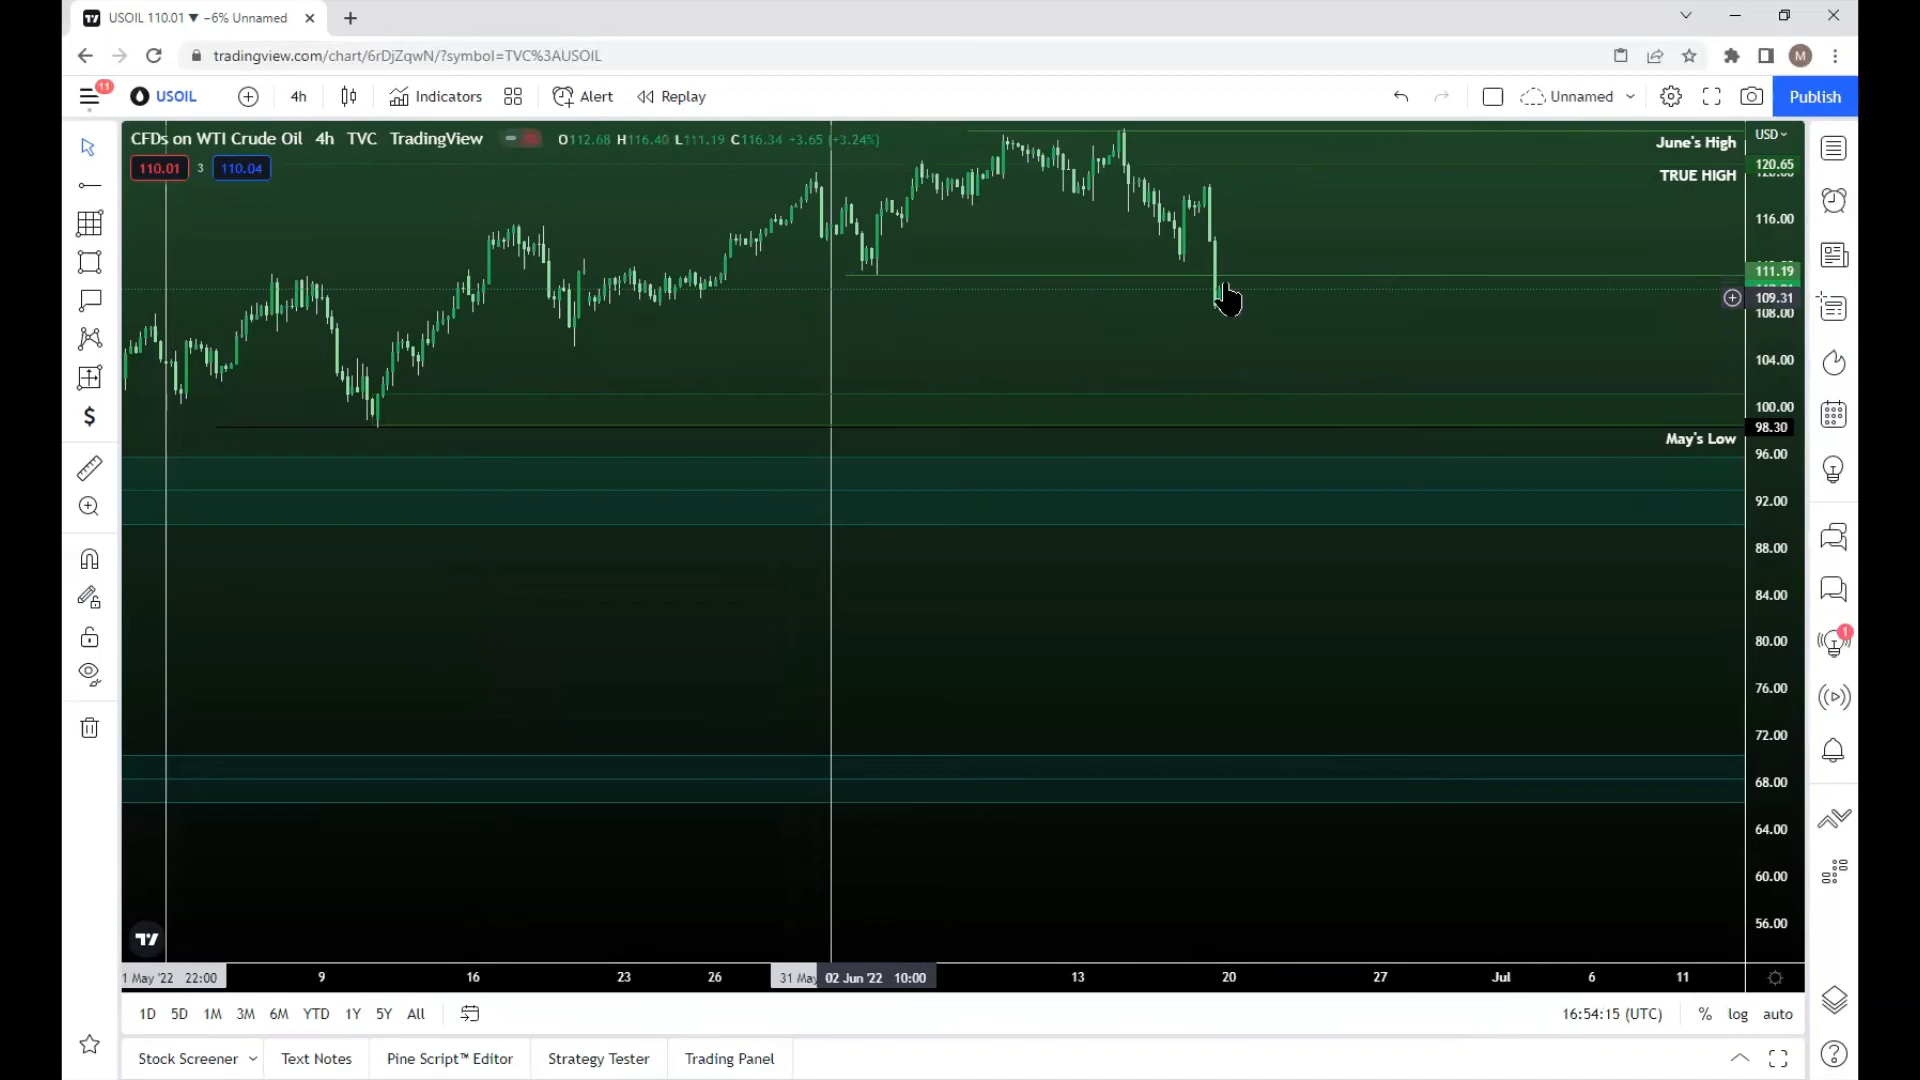 USOIL 110.01 ▼ −6% Unnamed
tradingview.com/chart/6rDjZqwN/?symbol=TVC%3AUSOIL
M
11
USOIL 4h Indicators Alert Replay Unnamed Publish
CFDs on WTI Crude Oil 4h TVC TradingView O112.68 H116.40 L111.19 C116.34 +3.65 (+3.24%)
110.01 3 110.04
USD
June's High
120.65
TRUE HIGH
116.00
111.19
109.31
108.00
104.00
100.00
98.30
May's Low
96.00
92.00
88.00
84.00
80.00
1
76.00
72.00
68.00
64.00
60.00
56.00
1 May '22 22:00 9 16 23 26 31 May 02 Jun '22 10:00 13 20 27 Jul 6 11
1D 5D 1M 3M 6M YTD 1Y 5Y All 16:54:15 (UTC) % log auto
Stock Screener Text Notes Pine Script™ Editor Strategy Tester Trading Panel